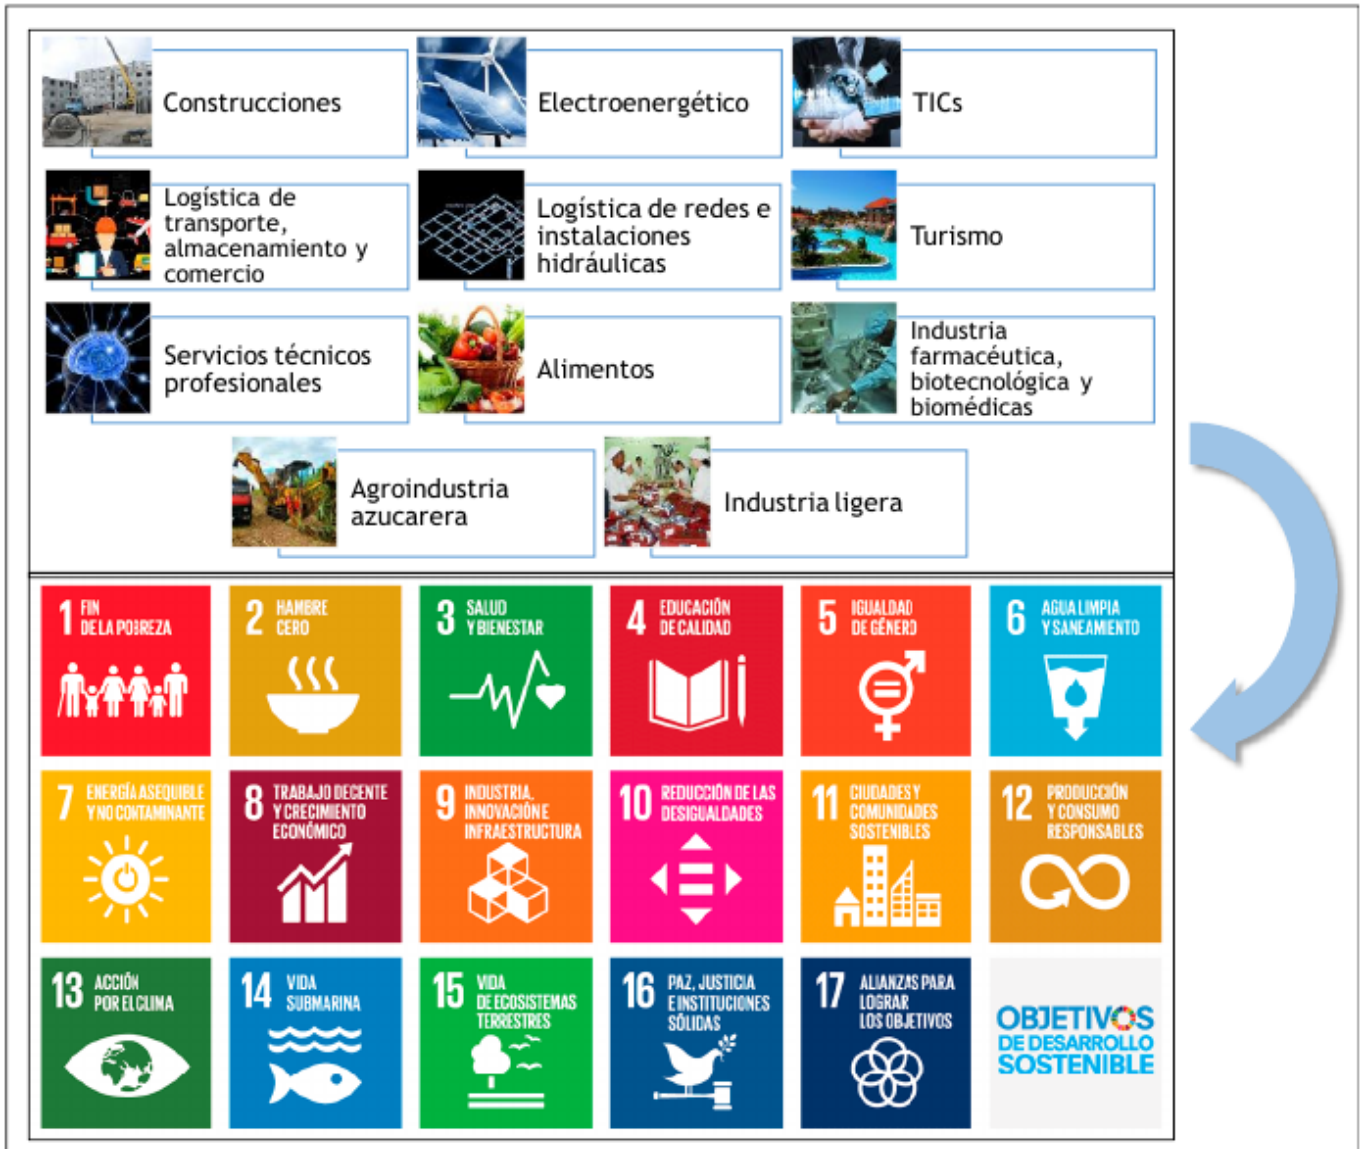 Construcciones
Electroenergético
TICs
Logística de
transporte,
almacenamiento y
comercio
Logística de redes e
instalaciones
hidráulicas
Turismo
Servicios técnicos
profesionales
Alimentos
Industria
farmacéutica,
biotecnológica y
biomédicas
Agroindustria
azucarera
Industria ligera
1 FIN
DE LA POBREZA
2 HAMBRE
CERO
3 SALUD
Y BIENESTAR
4 EDUCACIÓN
DE CALIDAD
5 IGUALDAD
DE GÉNERO
6 AGUA LIMPIA
Y SANEAMIENTO
7 ENERGÍA ASEQUIBLE
Y NO CONTAMINANTE
8 TRABAJO DECENTE
Y CRECIMIENTO
ECONÓMICO
9 INDUSTRIA,
INNOVACIÓN E
INFRAESTRUCTURA
10 REDUCCIÓN DE LAS
DESIGUALDADES
11 CIUDADES Y
COMUNIDADES
SOSTENIBLES
12 PRODUCCIÓN
Y CONSUMO
RESPONSABLES
13 ACCIÓN
POR EL CLIMA
14 VIDA
SUBMARINA
15 VIDA
DE ECOSISTEMAS
TERRESTRES
16 PAZ, JUSTICIA
E INSTITUCIONES
SÓLIDAS
17 ALIANZAS PARA
LOGRAR
LOS OBJETIVOS
OBJETIVOS
DE DESARROLLO
SOSTENIBLE